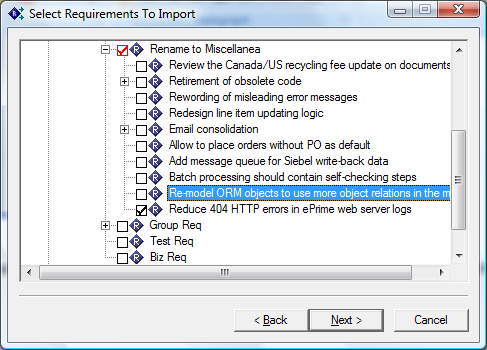 Select Requirements To Import
Rename to Miscellanea
Review the Canada/US recycling fee update on documents
Retirement of obsolete code
Rewording of misleading error messages
Redesign line item updating logic
Email consolidation
Allow to place orders without PO as default
Add message queue for Siebel write-back data
Batch processing should contain self-checking steps
Re-model ORM objects to use more object relations in the m
Reduce 404 HTTP errors in ePrime web server logs
Group Req
Test Req
Biz Req
< Back Next > Cancel